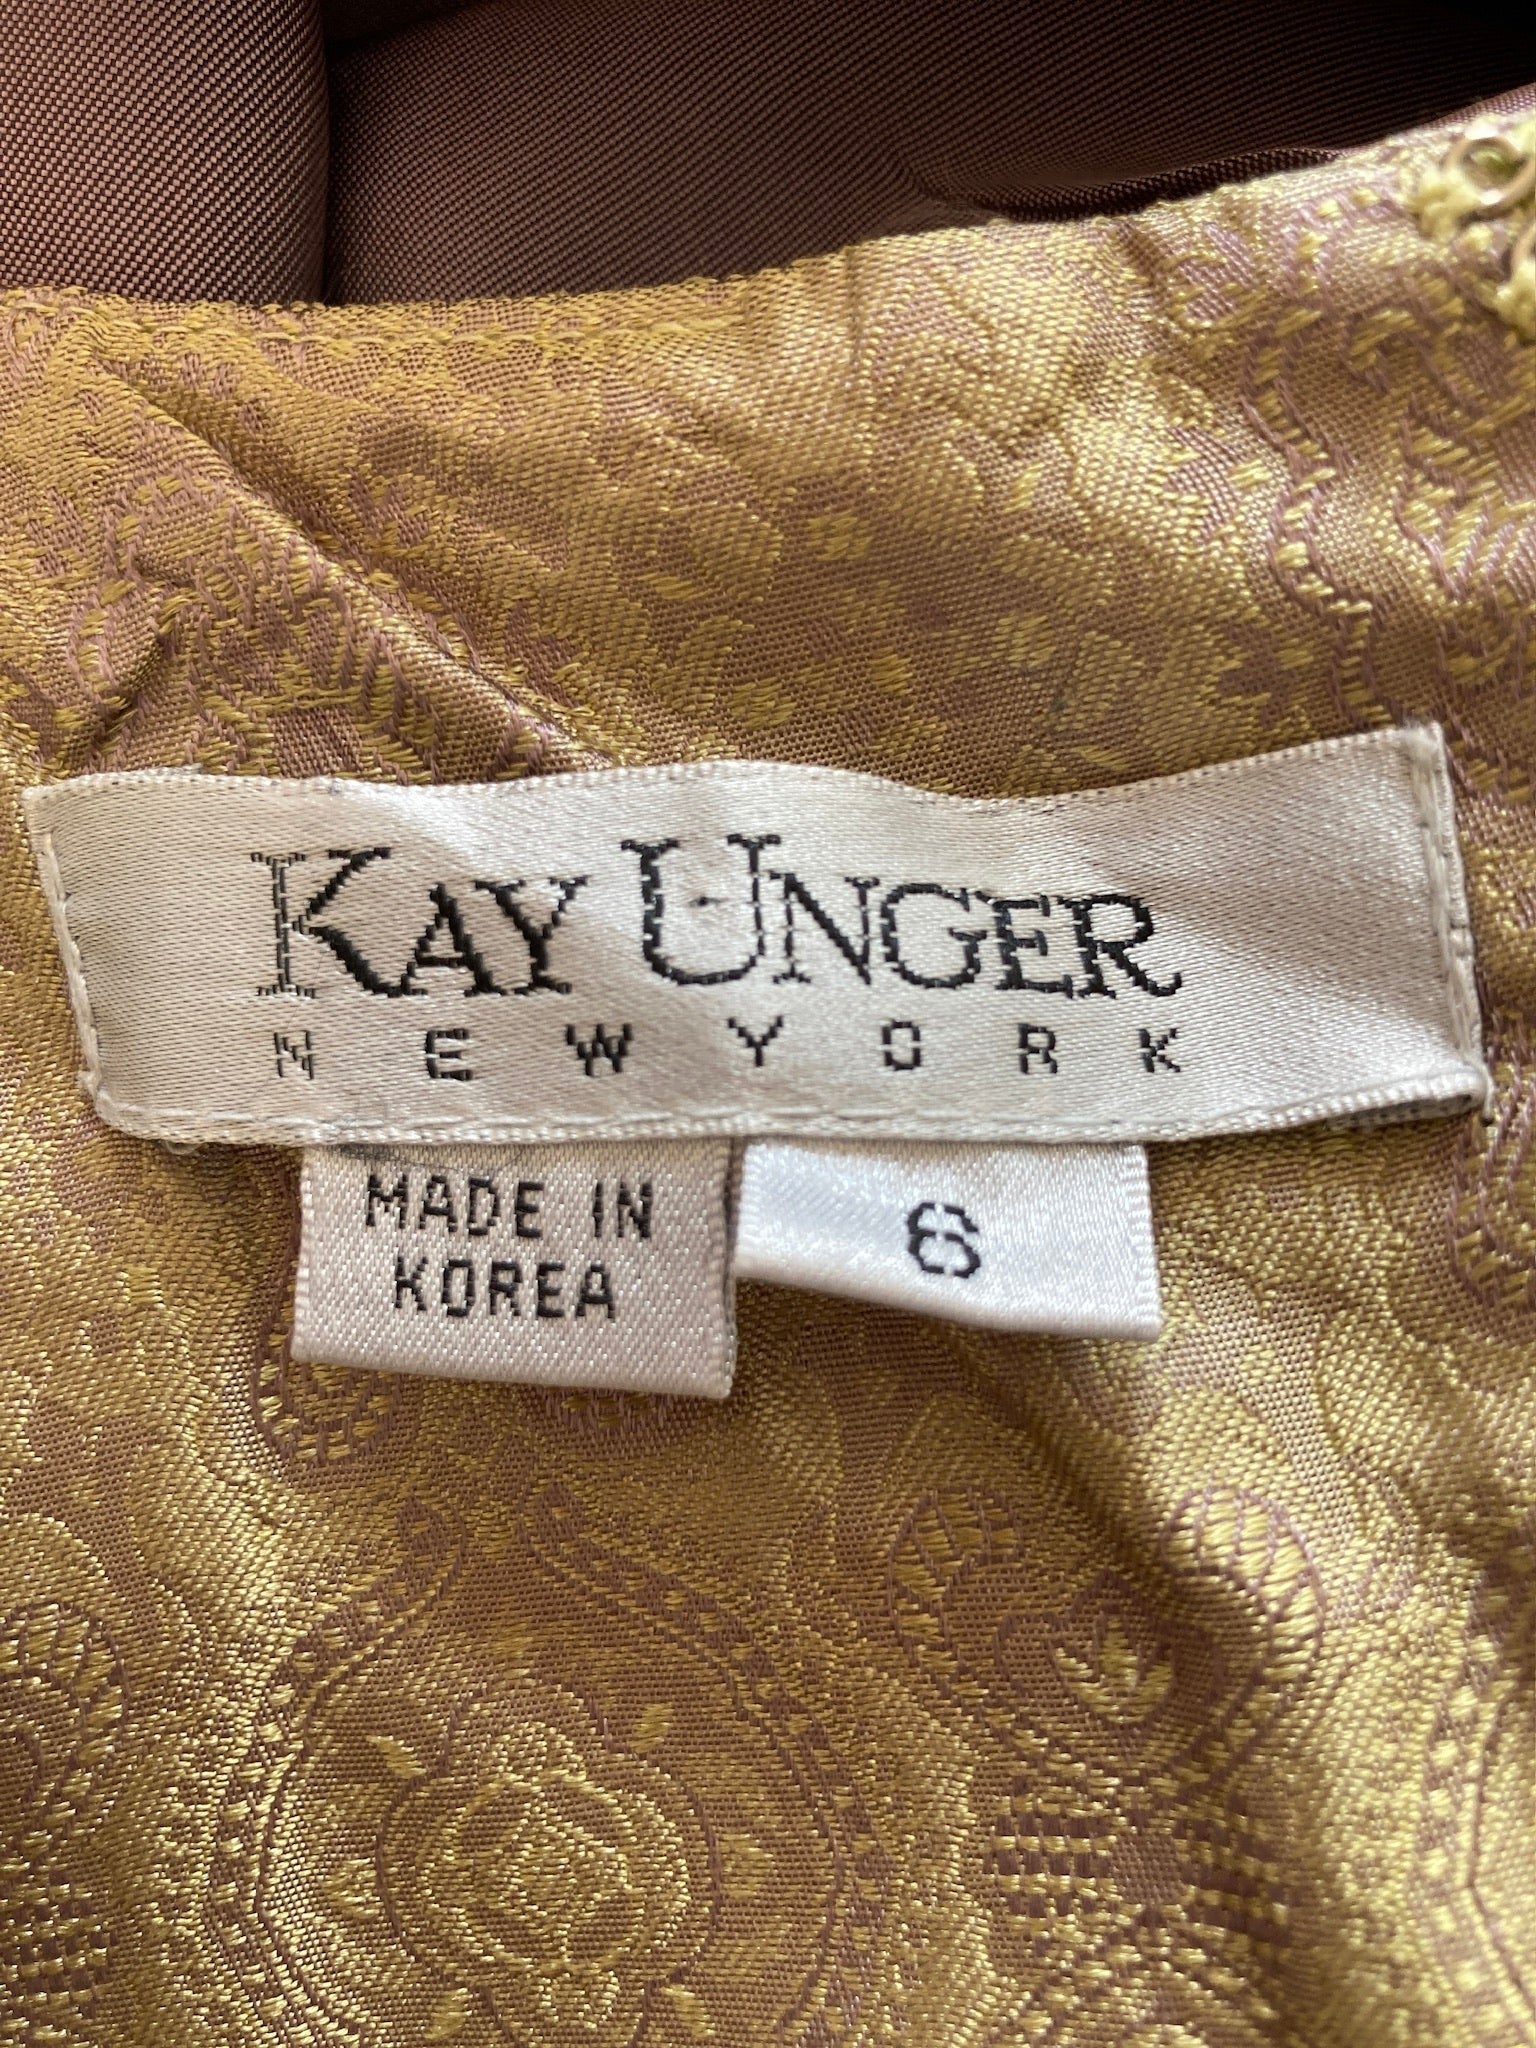 KAY UNGER
NEW YORK
MADE IN
KOREA
6